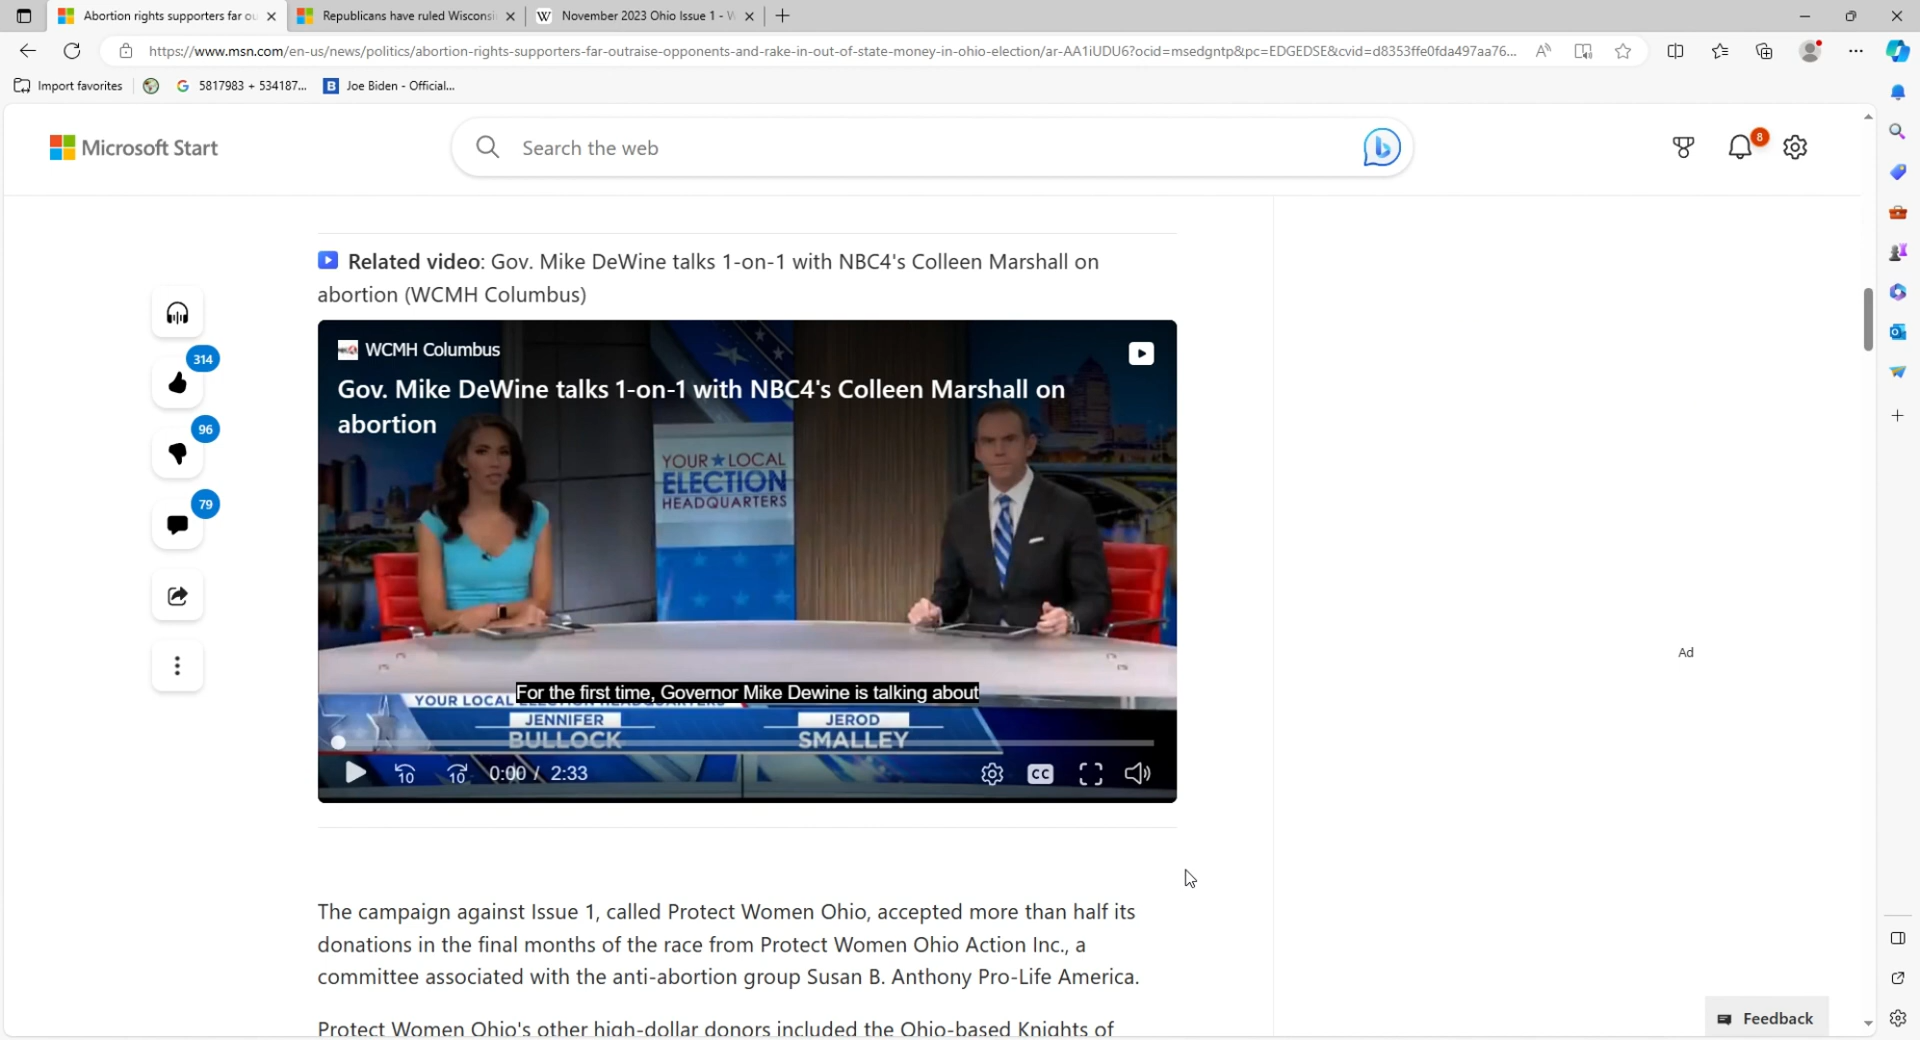 Abortion rights supporters far ou
Republicans have ruled Wisconsi
November 2023 Ohio Issue 1 - W
https://www.msn.com/en-us/news/politics/abortion-rights-supporters-far-outraise-opponents-and-rake-in-out-of-state-money-in-ohio-election/ar-AA1iUDU6?ocid=msedgntp&pc=EDGEDSE&cvid=d8353ffe0fda497aa76...
Import favorites
5817983 + 534187...
Joe Biden - Official...
Microsoft Start
Search the web
8
Related video: Gov. Mike DeWine talks 1-on-1 with NBC4's Colleen Marshall on
abortion (WCMH Columbus)
WCMH Columbus
Gov. Mike DeWine talks 1-on-1 with NBC4's Colleen Marshall on
abortion
314
96
79
YOUR★LOCAL
ELECTION
HEADQUARTERS
For the first time, Governor Mike Dewine is talking about
YOUR LOCAL ELECTION HEADQUARTERS
JENNIFER
BULLOCK
JEROD
SMALLEY
10
10
0:00 / 2:33
CC
Ad
The campaign against Issue 1, called Protect Women Ohio, accepted more than half its
donations in the final months of the race from Protect Women Ohio Action Inc., a
committee associated with the anti-abortion group Susan B. Anthony Pro-Life America.
Protect Women Ohio's other high-dollar donors included the Ohio-based Knights of
Feedback